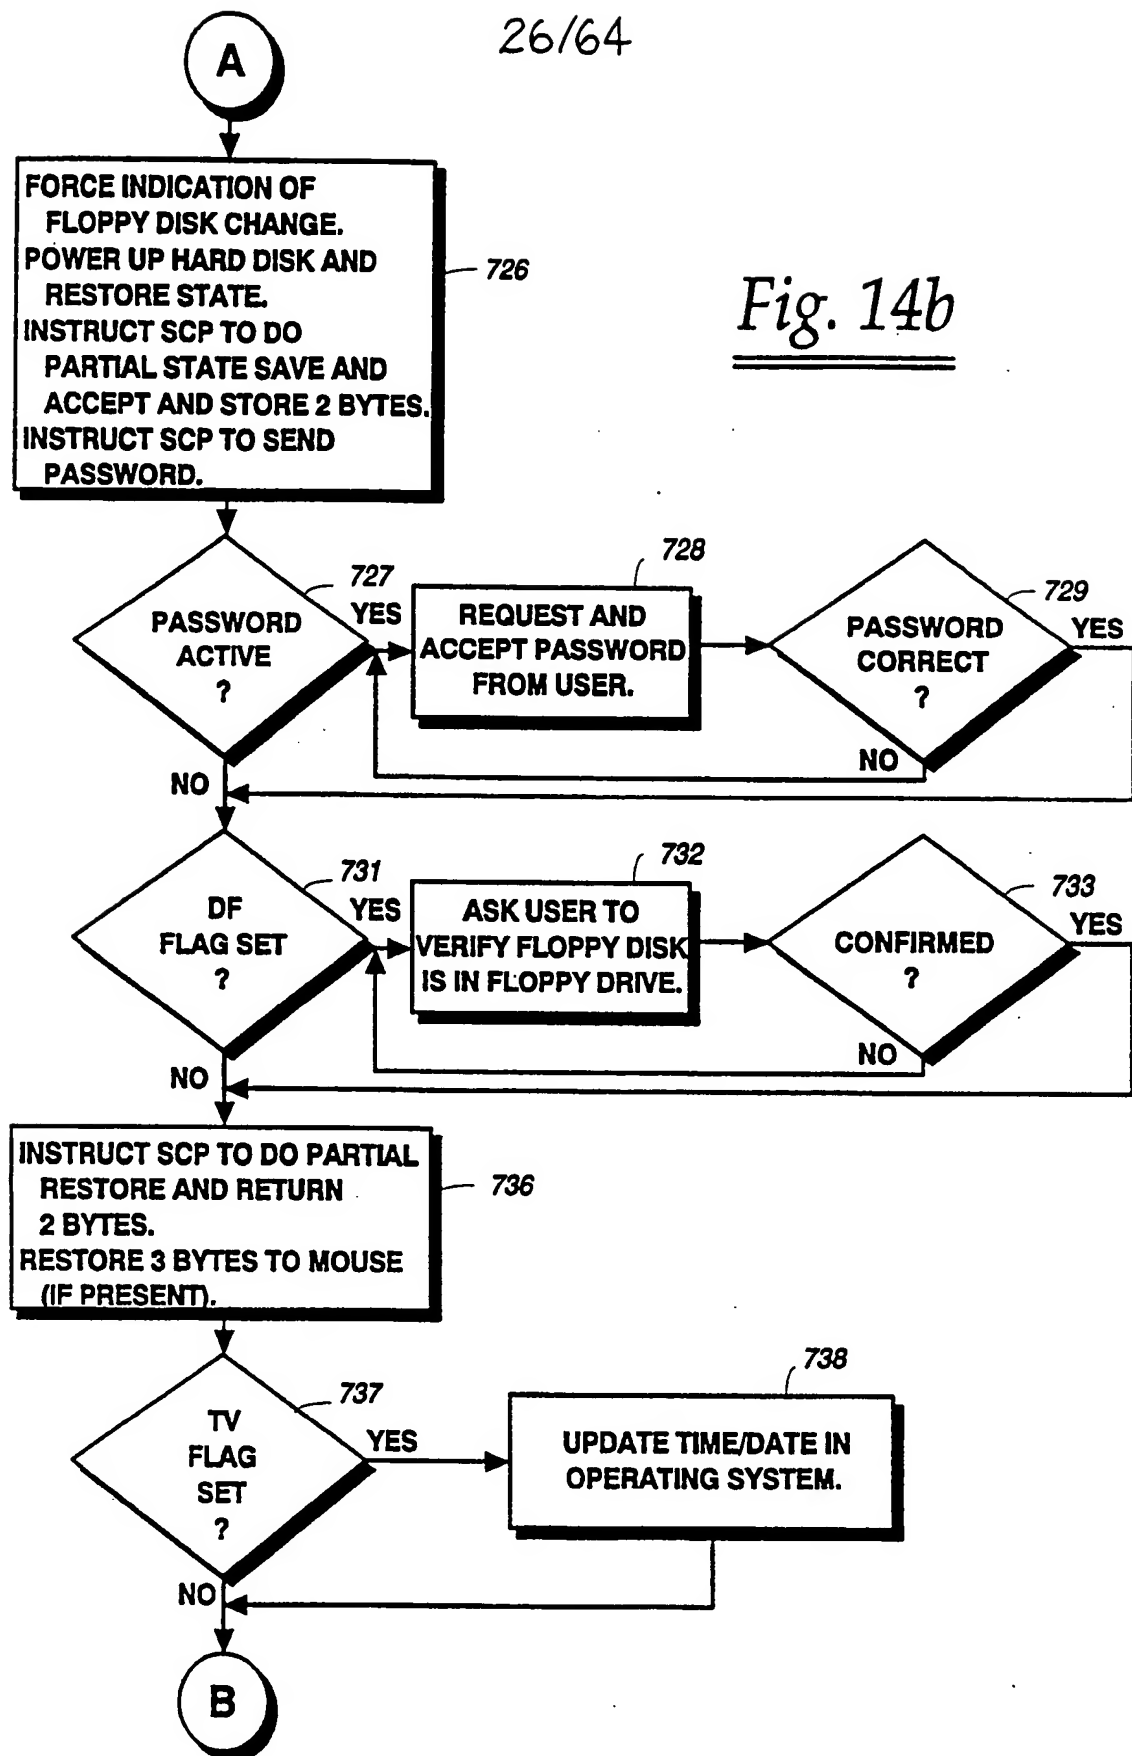 26/64
A
FORCE INDICATION OF
FLOPPY DISK CHANGE.
POWER UP HARD DISK AND
RESTORE STATE.
INSTRUCT SCP TO DO
PARTIAL STATE SAVE AND
ACCEPT AND STORE 2 BYTES.
INSTRUCT SCP TO SEND
PASSWORD.
726
Fig. 14b
PASSWORD
ACTIVE
?
727
YES
NO
REQUEST AND
ACCEPT PASSWORD
FROM USER.
728
PASSWORD
CORRECT
?
729
YES
NO
DF
FLAG SET
?
731
YES
NO
ASK USER TO
VERIFY FLOPPY DISK
IS IN FLOPPY DRIVE.
732
CONFIRMED
?
733
YES
NO
INSTRUCT SCP TO DO PARTIAL
RESTORE AND RETURN
2 BYTES.
RESTORE 3 BYTES TO MOUSE
(IF PRESENT).
736
TV
FLAG
SET
?
737
YES
NO
UPDATE TIME/DATE IN
OPERATING SYSTEM.
738
B